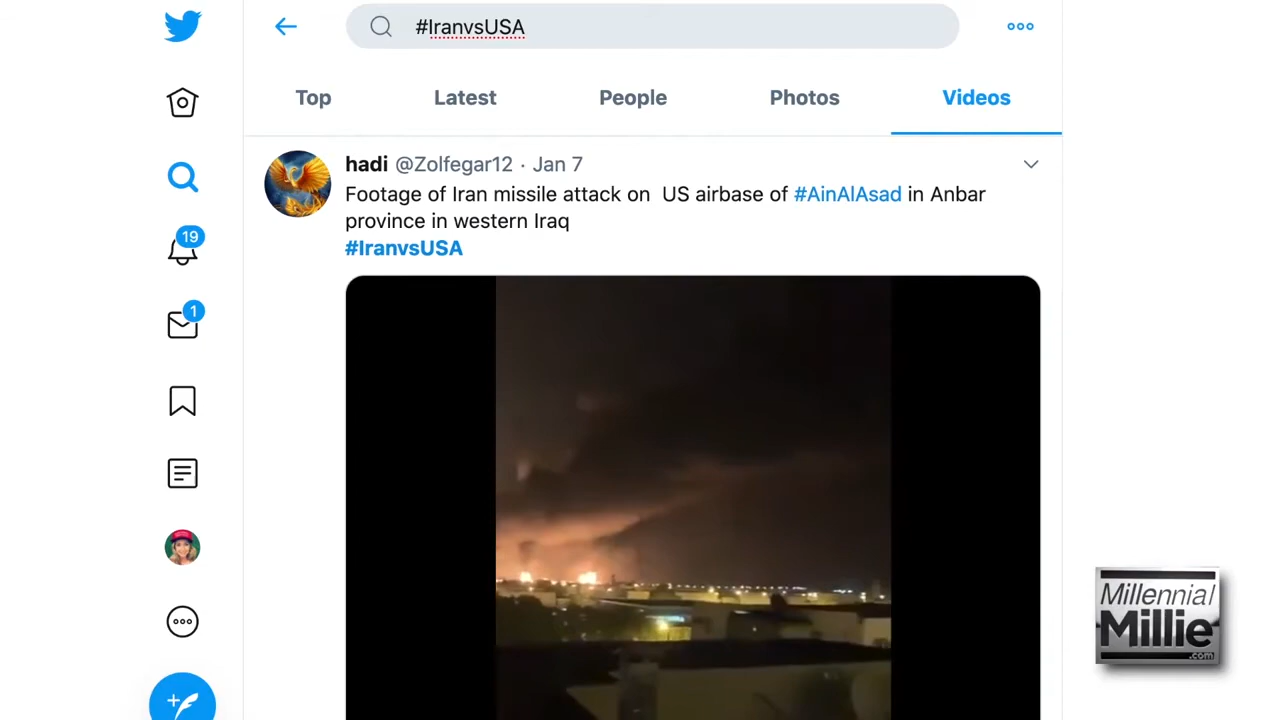 #IranvsUSA
Top Latest People Photos Videos
hadi @Zolfegar12 · Jan 7
Footage of Iran missile attack on US airbase of #AinAlAsad in Anbar
province in western Iraq
#IranvsUSA
19
1
Millennial
Millie
.com